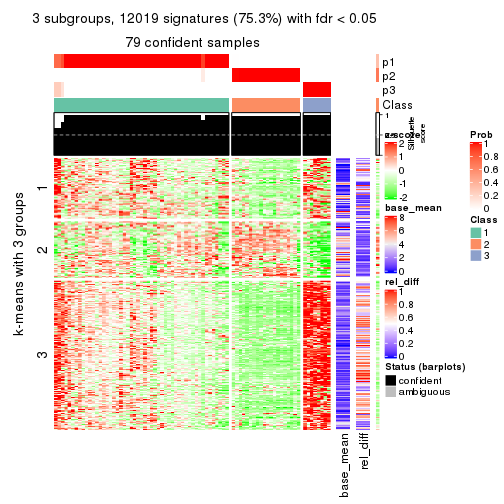 3 subgroups, 12019 signatures (75.3%) with fdr < 0.05
79 confident samples
p1
p2
p3
Class
1
Silhouette
score
k-means with 3 groups
1
2
3
base_mean
rel_diff
z-score
2
1
0
-1
-2
base_mean
8
6
4
2
0
rel_diff
1
0.8
0.6
0.4
0.2
0
Status (barplots)
confident
ambiguous
Prob
1
0.8
0.6
0.4
0.2
0
Class
1
2
3